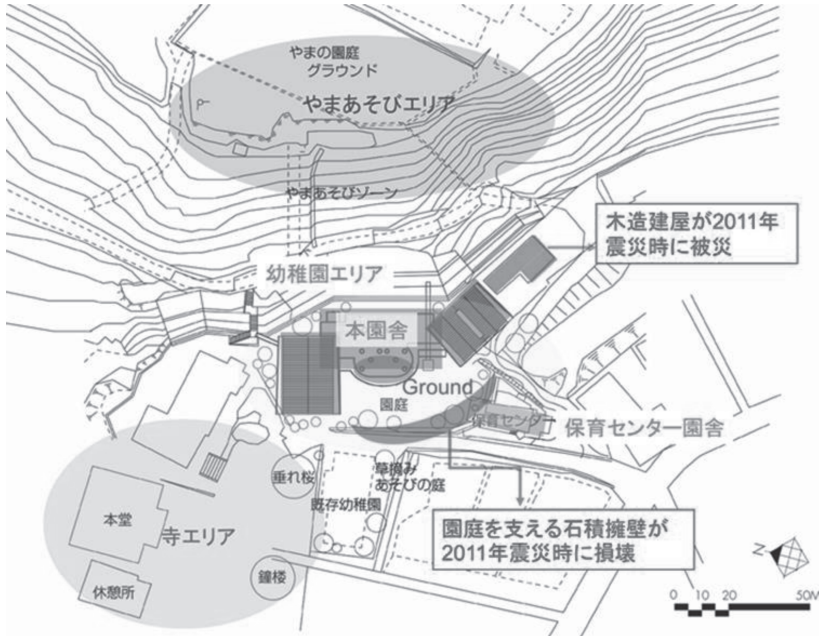 やまの園庭
グラウンド
やまあそびエリア
やまあそびゾーン
木造建屋が2011年
震災時に被災
幼稚園エリア
本園舎
Ground
園庭
保育センター
保育センター園舎
垂れ桜
草摘み
あそびの庭
既存幼稚園
本堂
寺エリア
園庭を支える石積擁壁が
2011年震災時に損壊
鐘楼
休憩所
N
0 10 20 50M